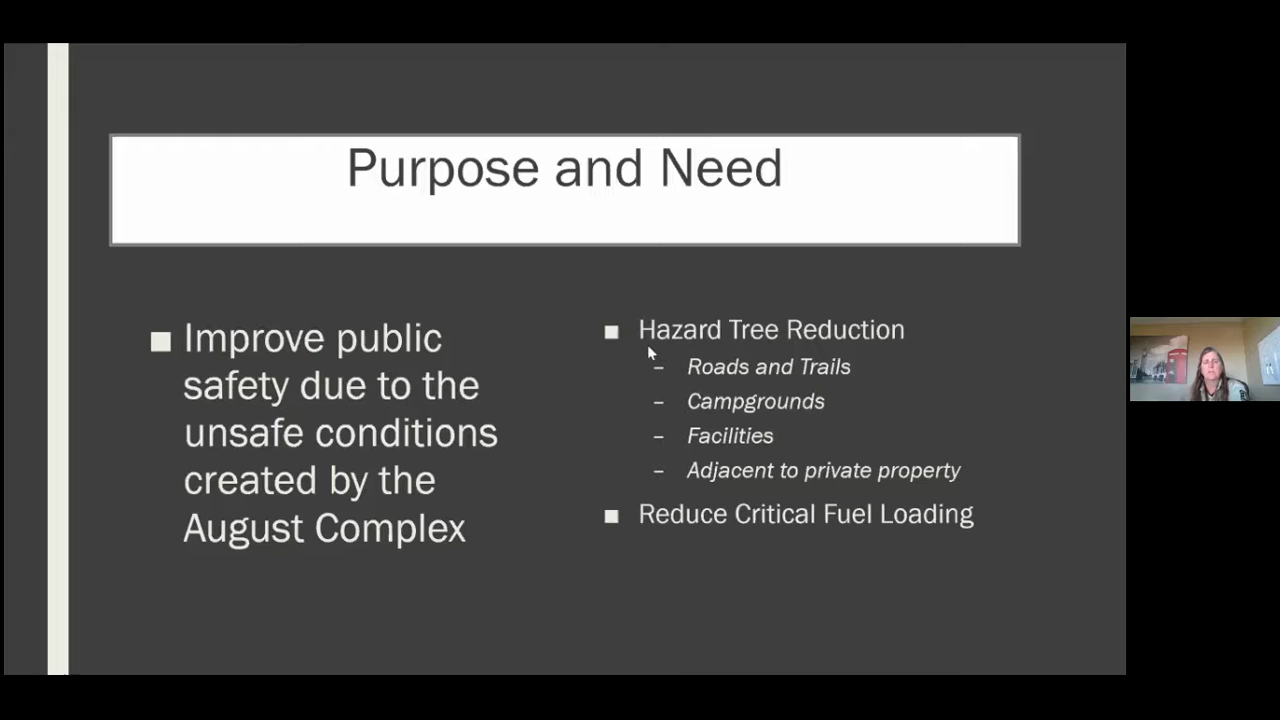 Purpose and Need
Improve public
safety due to the
unsafe conditions
created by the
August Complex
Hazard Tree Reduction
– Roads and Trails
– Campgrounds
– Facilities
– Adjacent to private property
Reduce Critical Fuel Loading